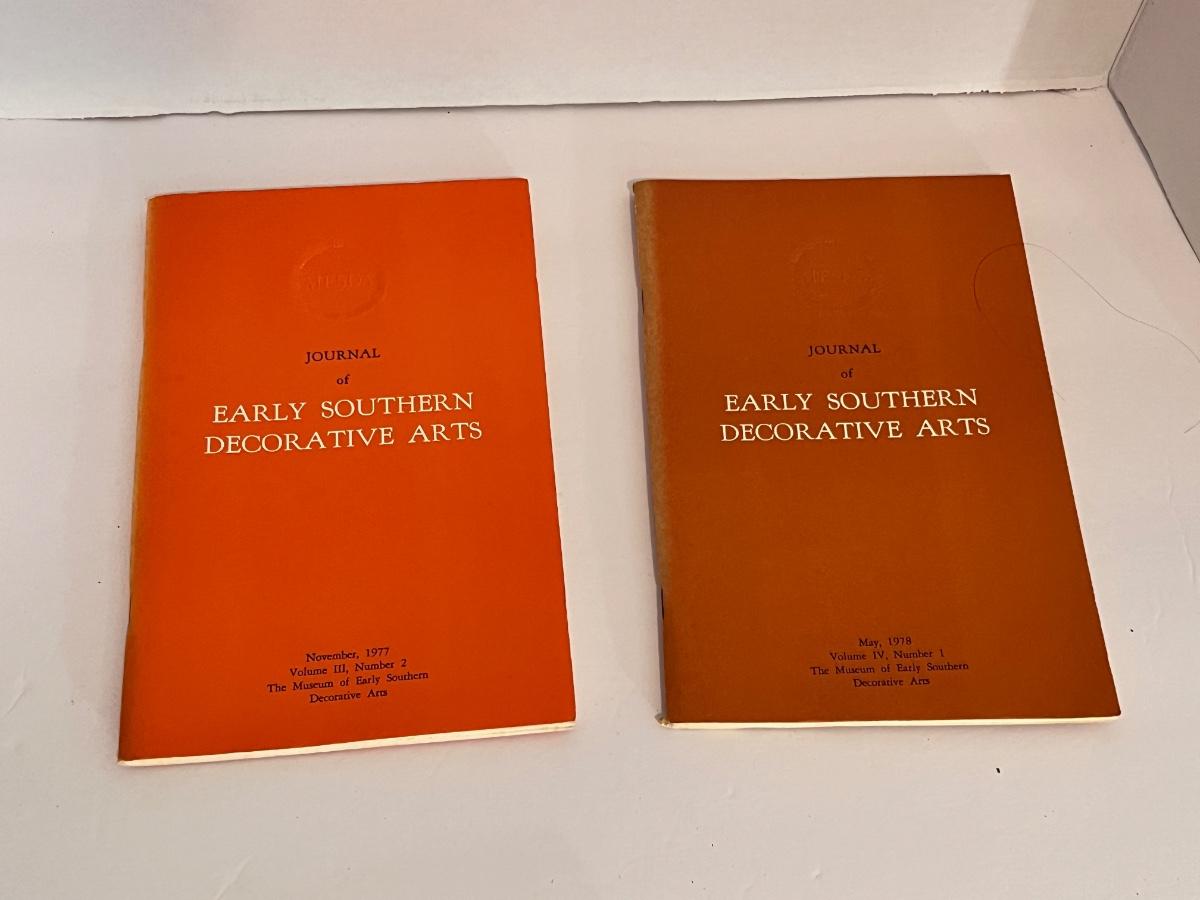 MESDA
JOURNAL
of
EARLY SOUTHERN
DECORATIVE ARTS
November, 1977
Volume III, Number 2
The Museum of Early Southern
Decorative Arts
MESDA
JOURNAL
of
EARLY SOUTHERN
DECORATIVE ARTS
May, 1978
Volume IV, Number 1
The Museum of Early Southern
Decorative Arts